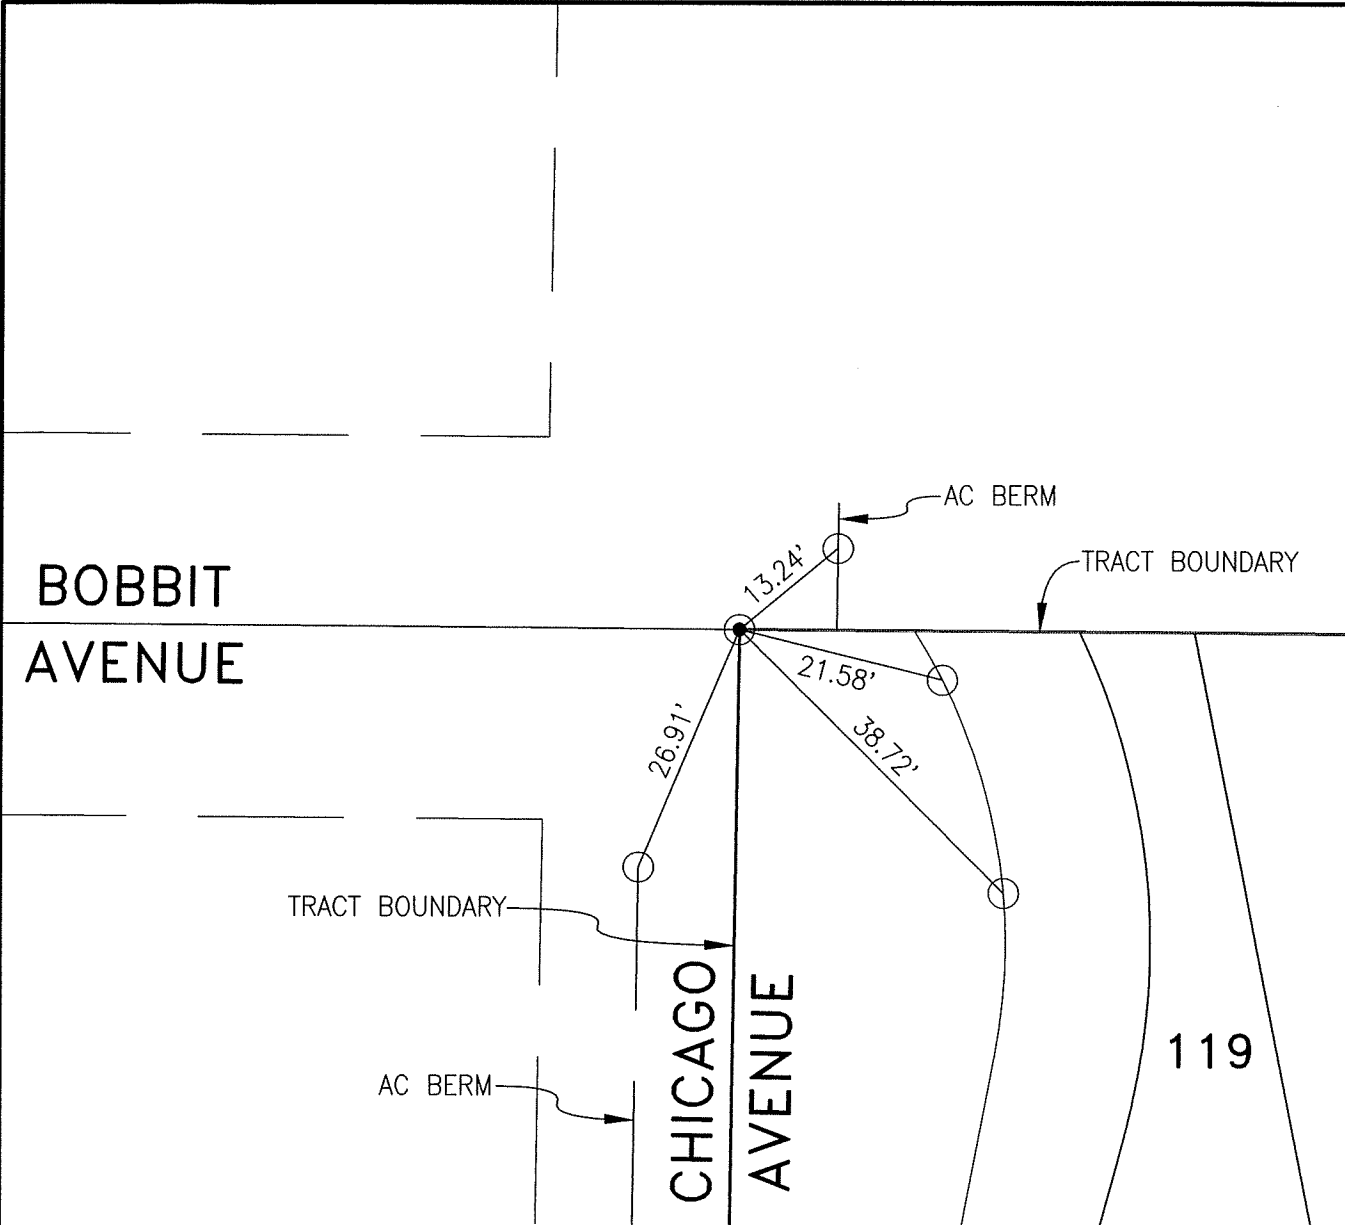 AC BERM
13.24'
TRACT BOUNDARY
BOBBIT
AVENUE
21.58'
38.72'
26.91'
TRACT BOUNDARY
CHICAGO
AVENUE
119
AC BERM